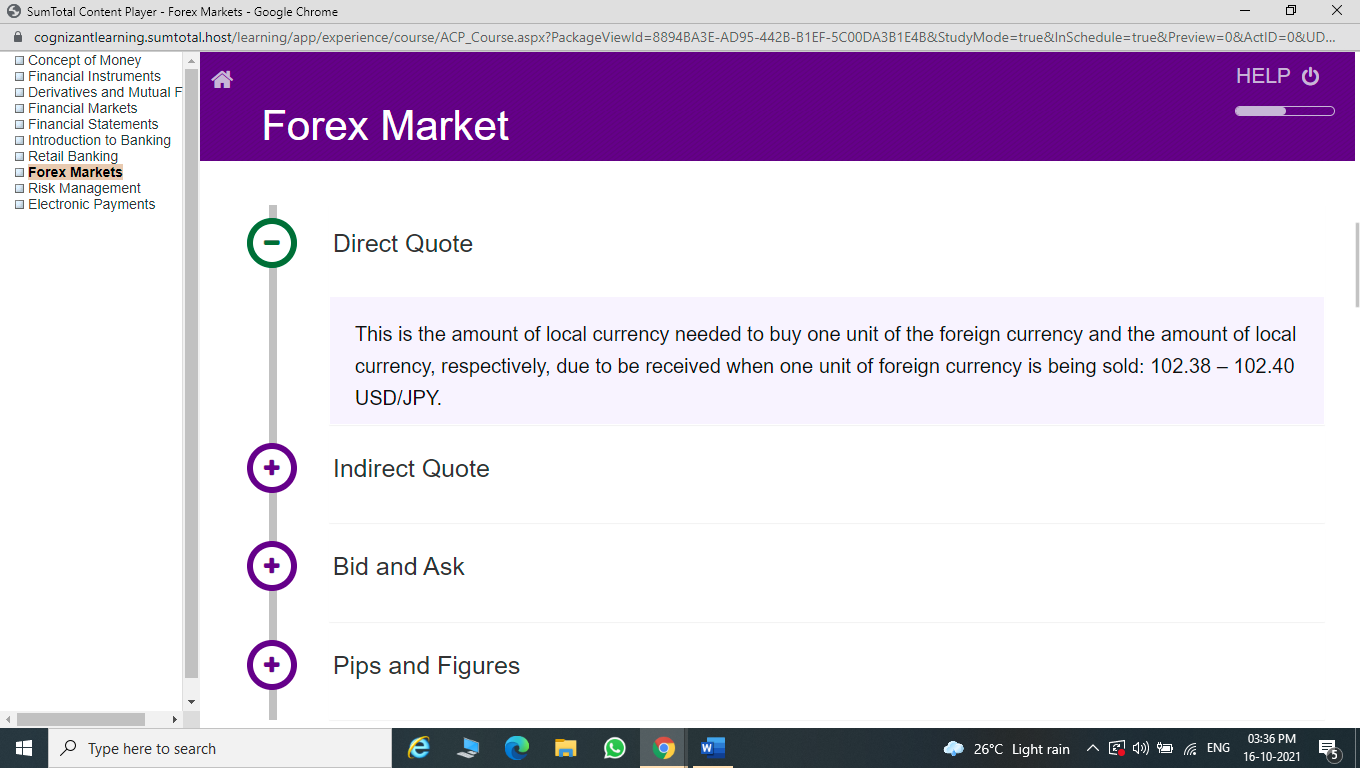 SumTotal Content Player - Forex Markets - Google Chrome
cognizantlearning.sumtotal.host/learning/app/experience/course/ACP_Course.aspx?PackageViewId=8894BA3E-AD95-442B-B1EF-5C00DA3B1E4B&StudyMode=true&InSchedule=true&Preview=0&ActID=0&UD...
Concept of Money
Financial Instruments
Derivatives and Mutual F
Financial Markets
Financial Statements
Introduction to Banking
Retail Banking
Forex Markets
Risk Management
Electronic Payments
HELP
Forex Market
Direct Quote
This is the amount of local currency needed to buy one unit of the foreign currency and the amount of local
currency, respectively, due to be received when one unit of foreign currency is being sold: 102.38 – 102.40
USD/JPY.
Indirect Quote
Bid and Ask
Pips and Figures
Type here to search
26°C Light rain
ENG
03:36 PM
16-10-2021
5